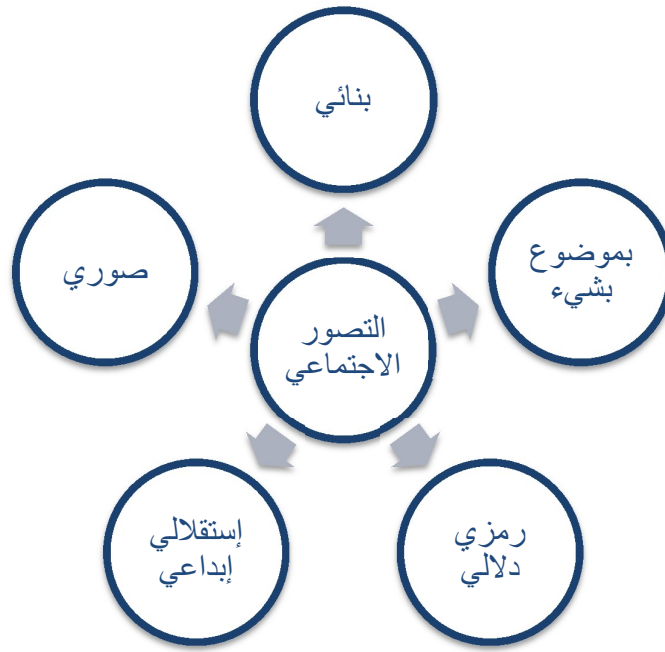 بنائي
بموضوع
بشيء
صوري
التصور
الاجتماعي
رمزي
دلالي
إستقلالي
إبداعي